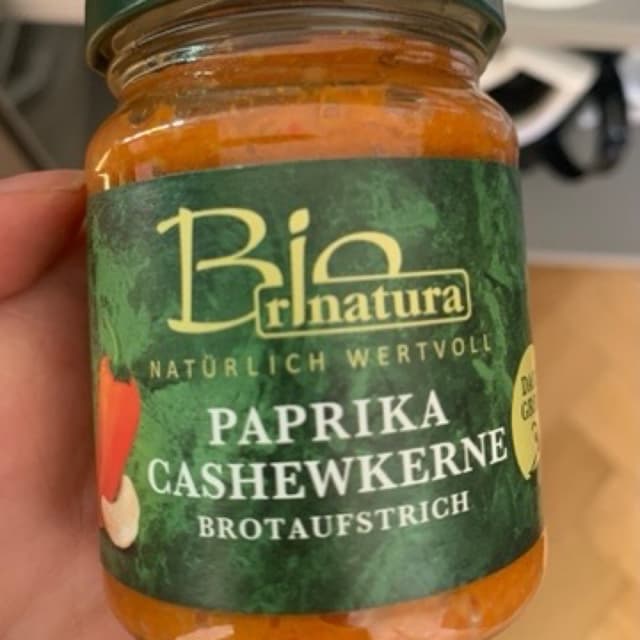 Bio
rinatura
NATÜRLICH WERTVOLL
PAPRIKA
CASHEWKERNE
BROTAUFSTRICH